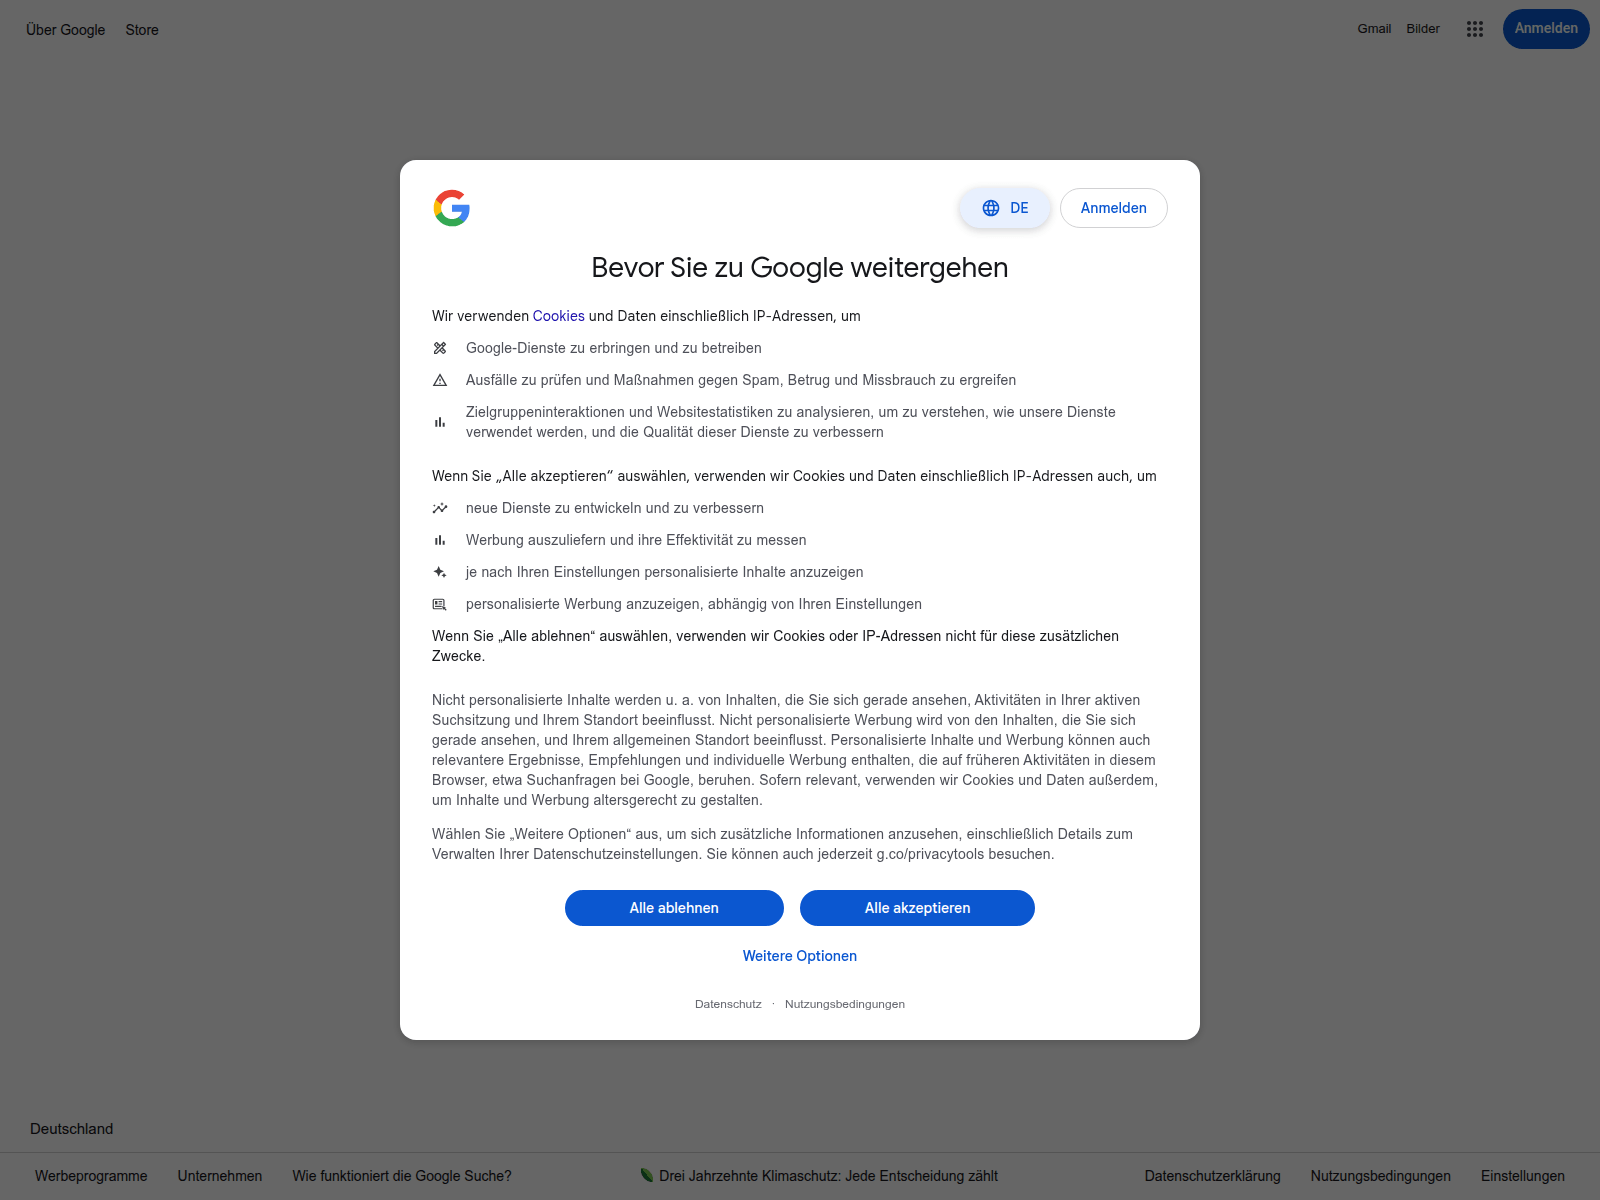 Über Google Store
Gmail Bilder Anmelden
DE Anmelden
Bevor Sie zu Google weitergehen
Wir verwenden Cookies und Daten einschließlich IP-Adressen, um
Google-Dienste zu erbringen und zu betreiben
Ausfälle zu prüfen und Maßnahmen gegen Spam, Betrug und Missbrauch zu ergreifen
Zielgruppeninteraktionen und Websitestatistiken zu analysieren, um zu verstehen, wie unsere Dienste
verwendet werden, und die Qualität dieser Dienste zu verbessern
Wenn Sie „Alle akzeptieren“ auswählen, verwenden wir Cookies und Daten einschließlich IP-Adressen auch, um
neue Dienste zu entwickeln und zu verbessern
Werbung auszuliefern und ihre Effektivität zu messen
je nach Ihren Einstellungen personalisierte Inhalte anzuzeigen
personalisierte Werbung anzuzeigen, abhängig von Ihren Einstellungen
Wenn Sie „Alle ablehnen“ auswählen, verwenden wir Cookies oder IP-Adressen nicht für diese zusätzlichen
Zwecke.
Nicht personalisierte Inhalte werden u. a. von Inhalten, die Sie sich gerade ansehen, Aktivitäten in Ihrer aktiven
Suchsitzung und Ihrem Standort beeinflusst. Nicht personalisierte Werbung wird von den Inhalten, die Sie sich
gerade ansehen, und Ihrem allgemeinen Standort beeinflusst. Personalisierte Inhalte und Werbung können auch
relevantere Ergebnisse, Empfehlungen und individuelle Werbung enthalten, die auf früheren Aktivitäten in diesem
Browser, etwa Suchanfragen bei Google, beruhen. Sofern relevant, verwenden wir Cookies und Daten außerdem,
um Inhalte und Werbung altersgerecht zu gestalten.
Wählen Sie „Weitere Optionen“ aus, um sich zusätzliche Informationen anzusehen, einschließlich Details zum
Verwalten Ihrer Datenschutzeinstellungen. Sie können auch jederzeit g.co/privacytools besuchen.
Alle ablehnen Alle akzeptieren
Weitere Optionen
Datenschutz · Nutzungsbedingungen
Deutschland
Werbeprogramme Unternehmen Wie funktioniert die Google Suche? Drei Jahrzehnte Klimaschutz: Jede Entscheidung zählt Datenschutzerklärung Nutzungsbedingungen Einstellungen